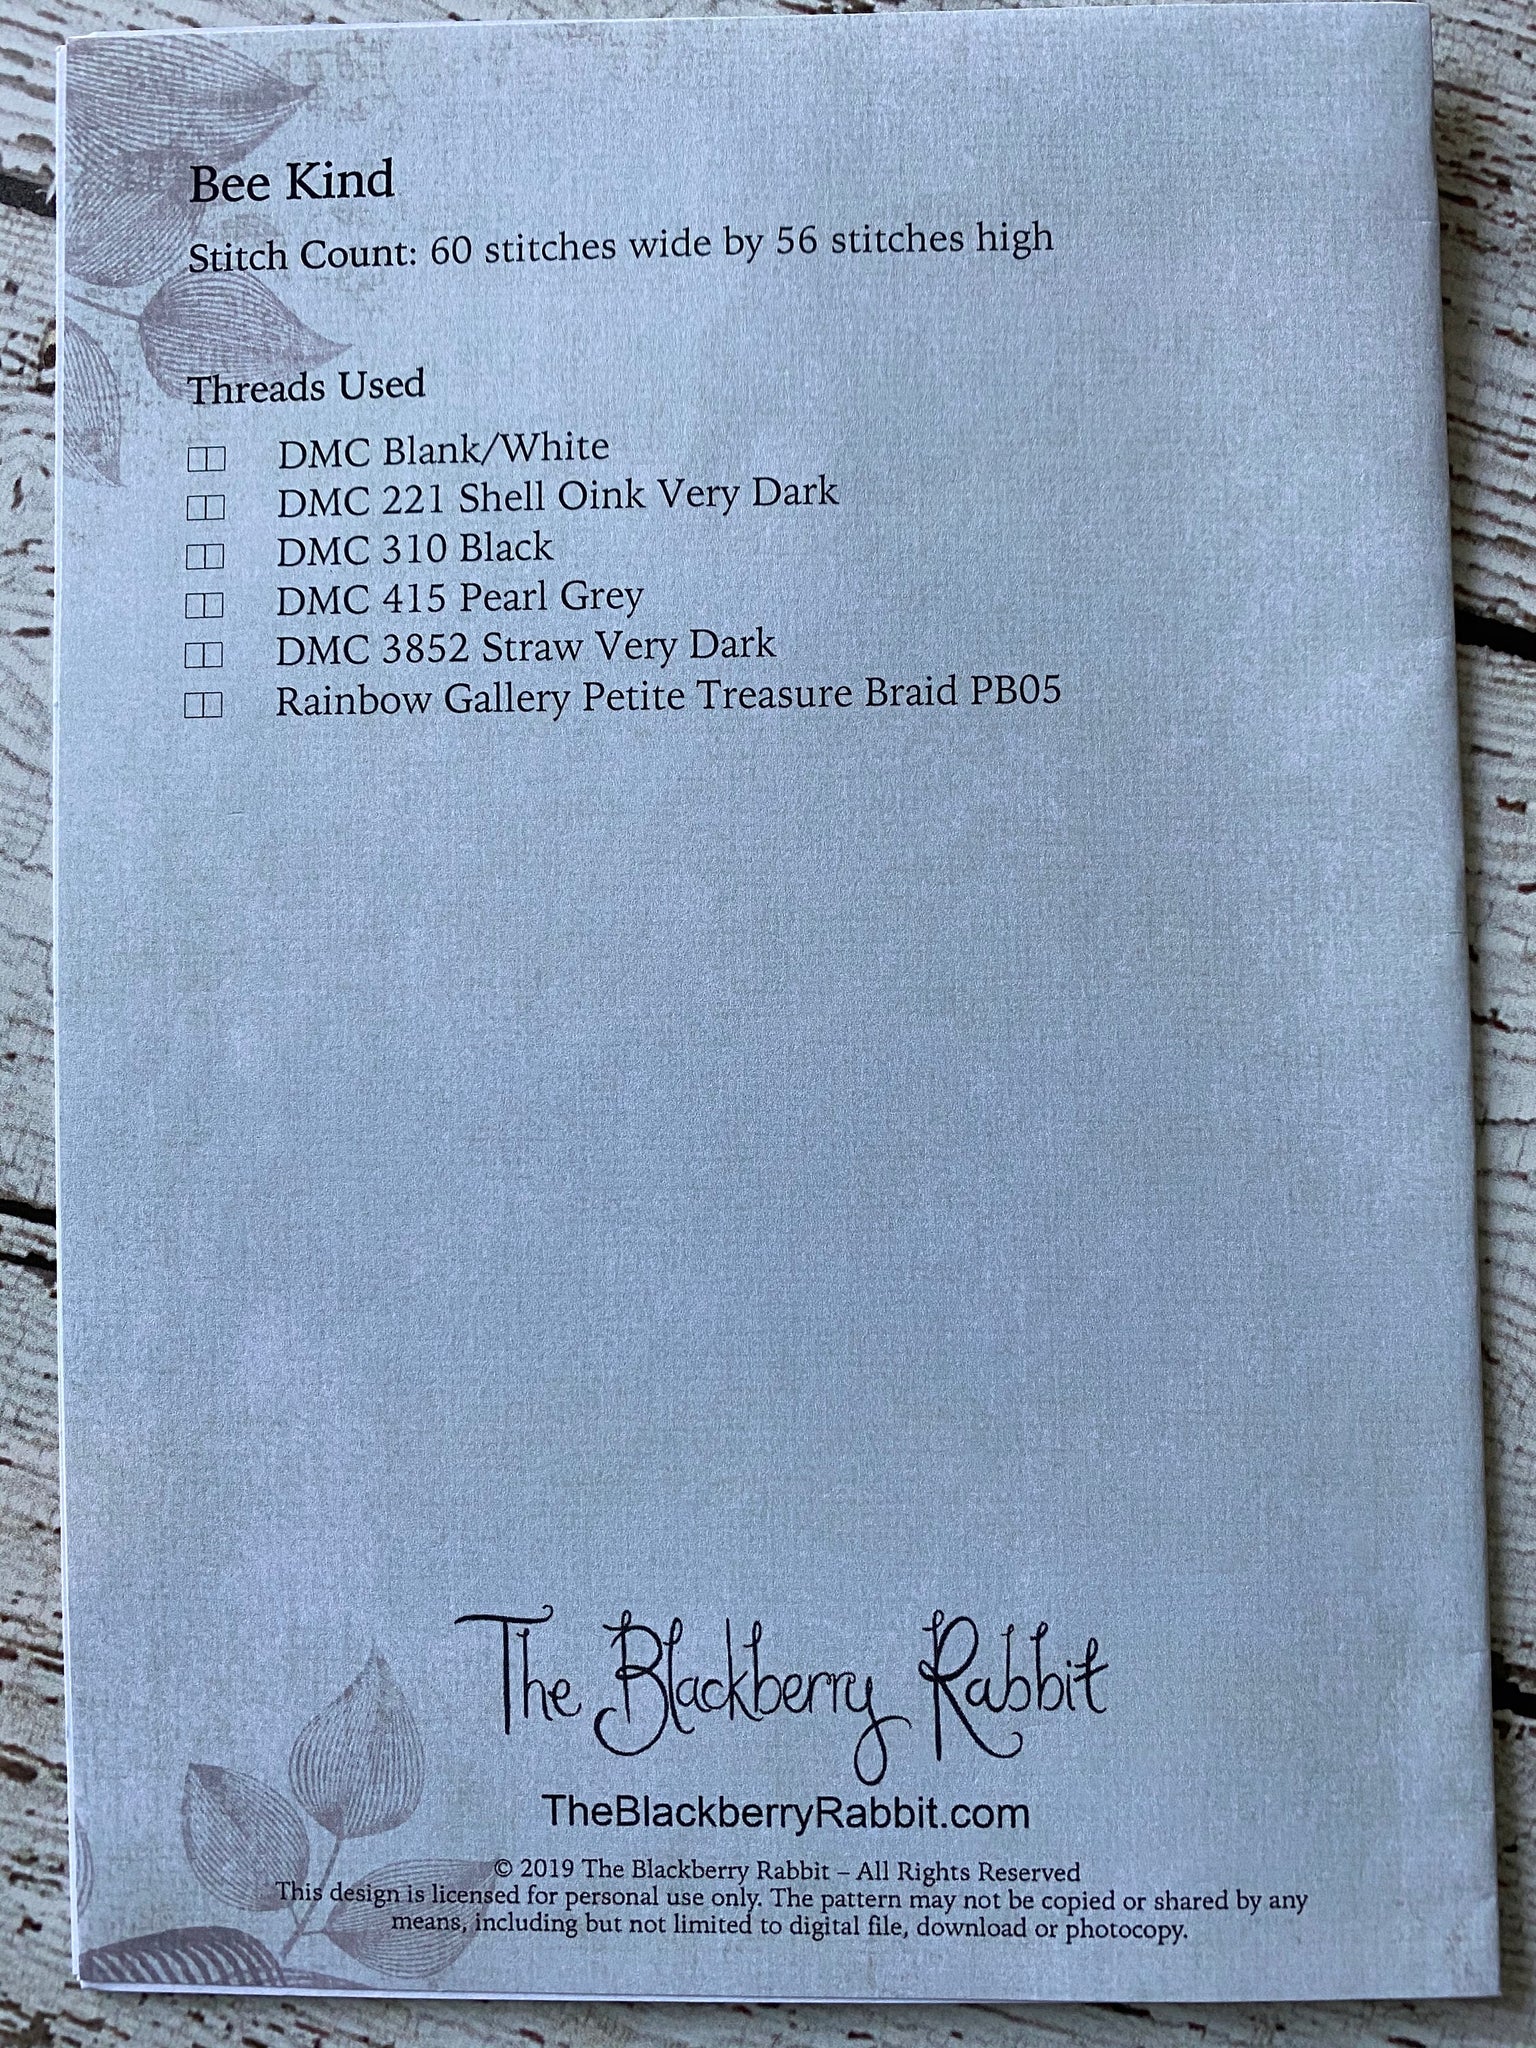 Bee Kind
Stitch Count: 60 stitches wide by 56 stitches high
Threads Used
DMC Blank/White
DMC 221 Shell Oink Very Dark
DMC 310 Black
DMC 415 Pearl Grey
DMC 3852 Straw Very Dark
Rainbow Gallery Petite Treasure Braid PB05
The Blackberry Rabbit
TheBlackberryRabbit.com
© 2019 The Blackberry Rabbit – All Rights Reserved
This design is licensed for personal use only. The pattern may not be copied or shared by any
means, including but not limited to digital file, download or photocopy.